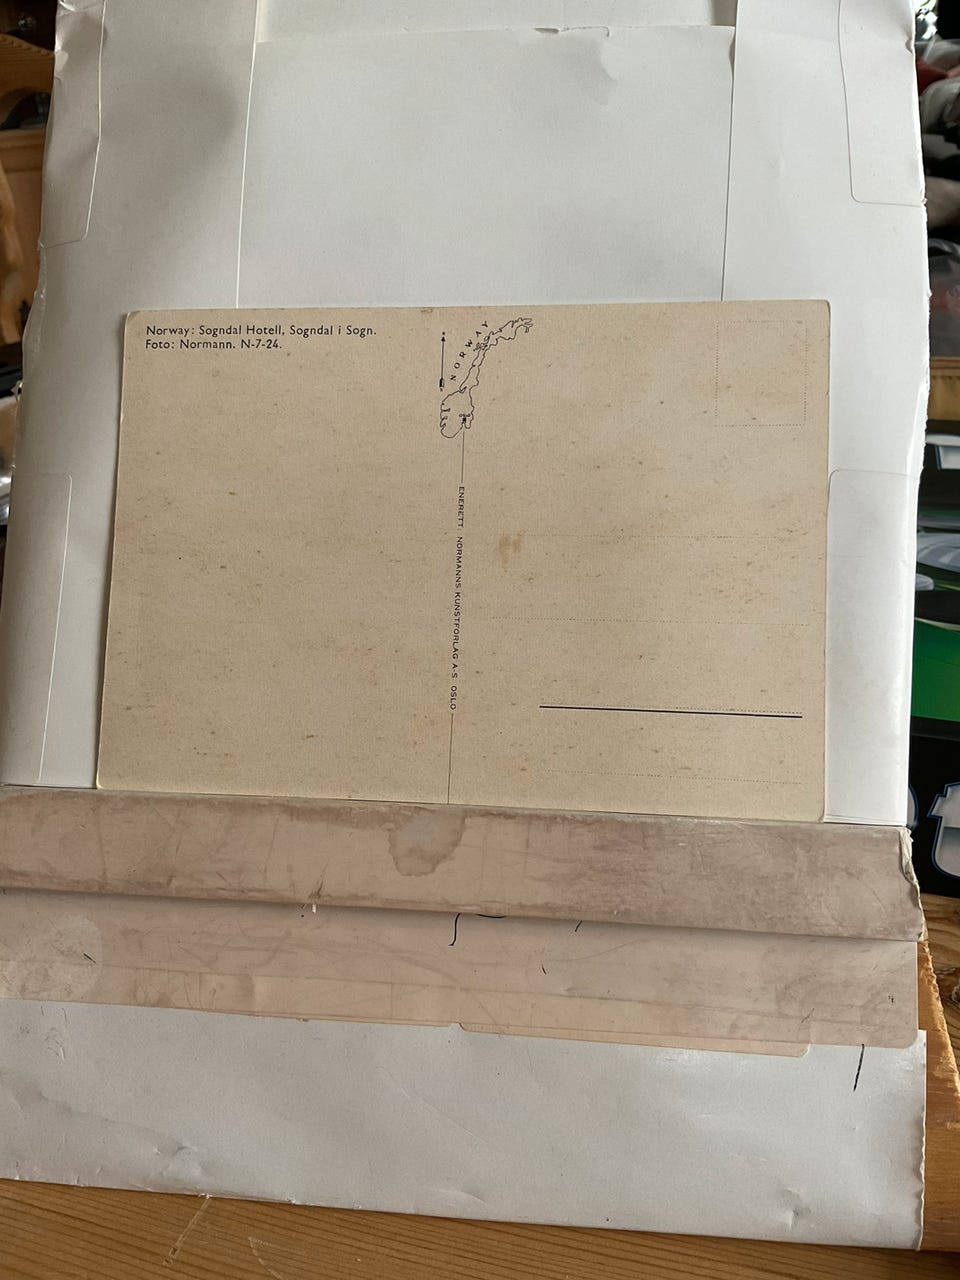 Norway: Sogndal Hotell, Sogndal i Sogn.
Foto: Normann. N-7-24.
NORWAY
ENERETT: NORMANNS KUNSTFORLAG A-S OSLO